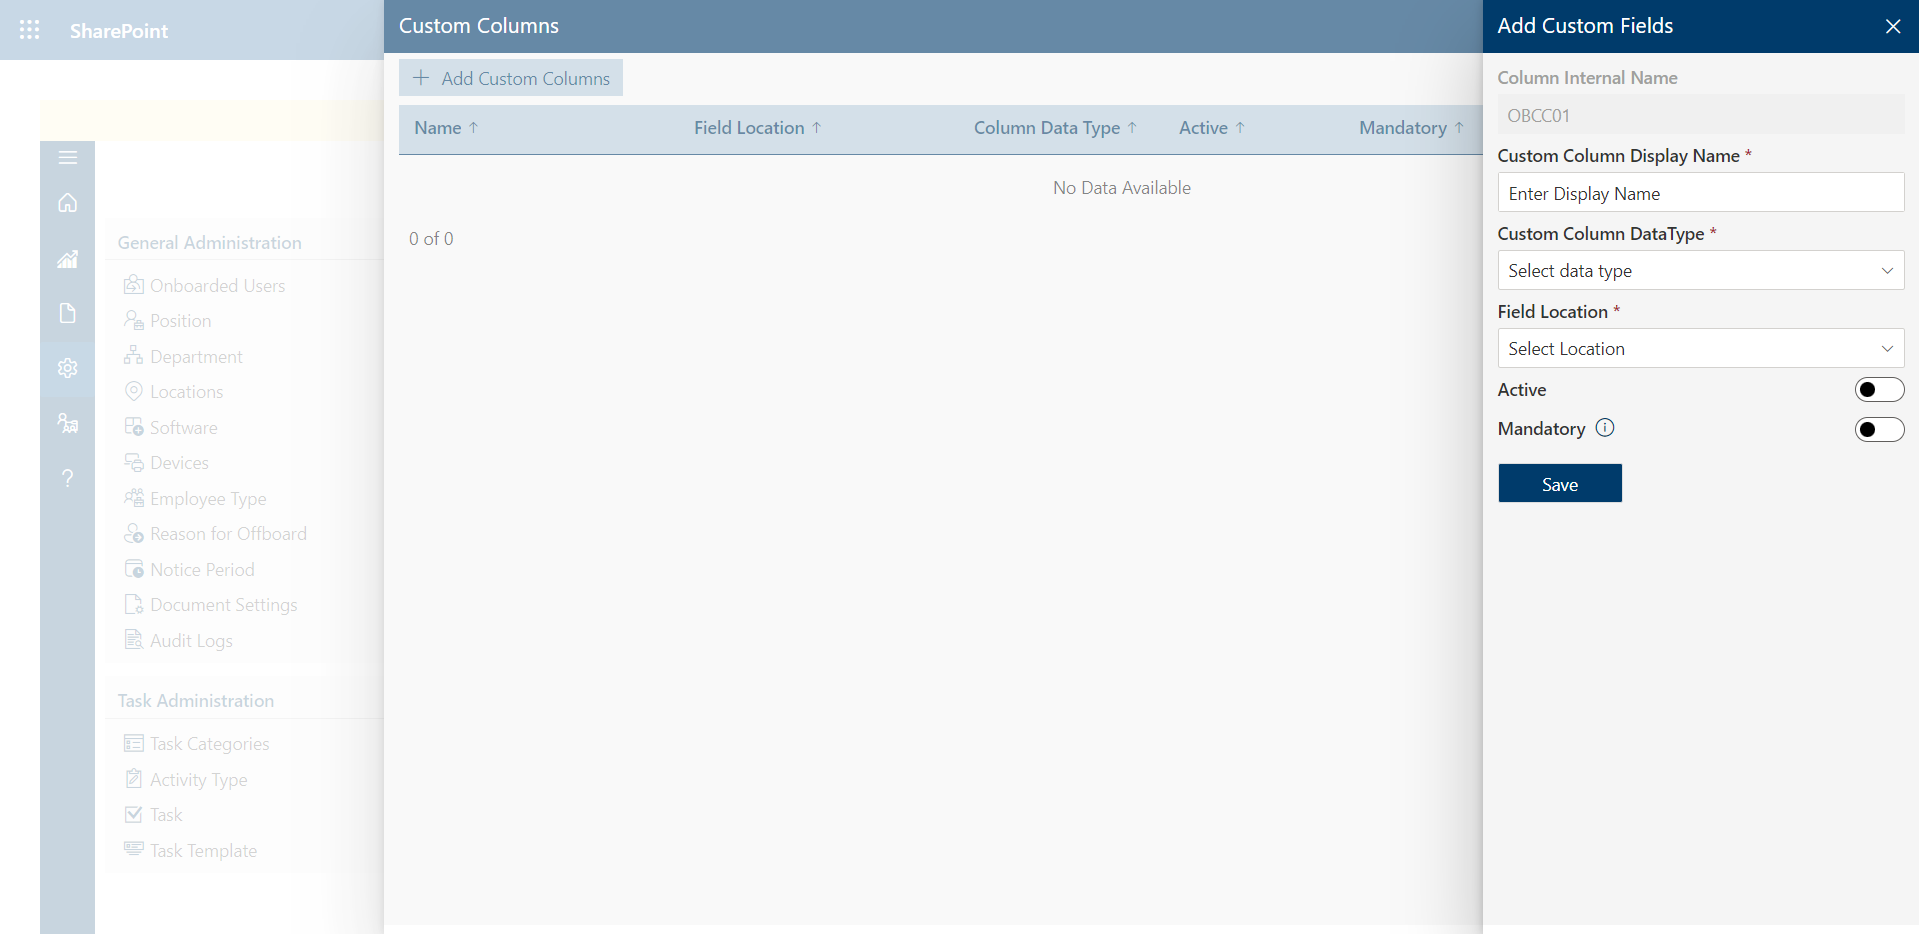 SharePoint
General Administration
Onboarded Users
Position
Department
Locations
Software
Devices
Employee Type
Reason for Offboard
Notice Period
Document Settings
Audit Logs
Task Administration
Task Categories
Activity Type
Task
Task Template
Custom Columns
Add Custom Columns
Name Field Location Column Data Type Active Mandatory
No Data Available
0 of 0
Add Custom Fields
Column Internal Name
OBCC01
Custom Column Display Name *
Enter Display Name
Custom Column DataType *
Select data type
Field Location *
Select Location
Active
Mandatory
Save